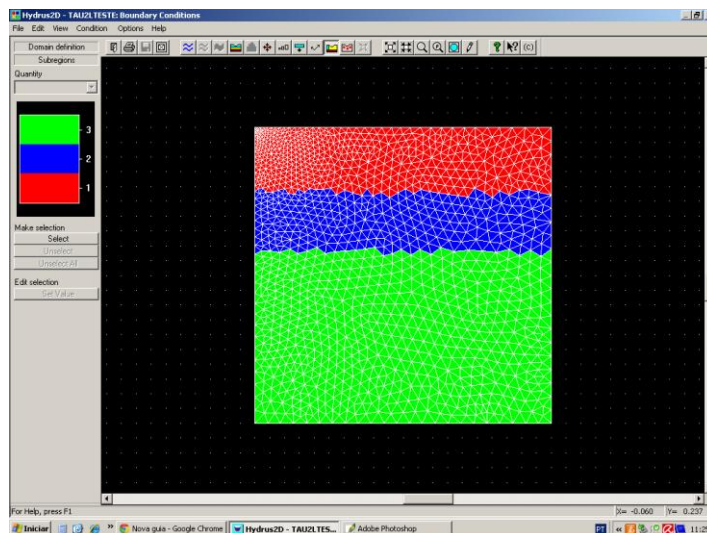 Hydrus2D - TAU2LTESTE: Boundary Conditions
File Edit View Condition Options Help
Domain definition
Subregions
Quantity
3
2
1
Make selection
Select
Unselect
Unselect All
Edit selection
Set Value
For Help, press F1
X= -0.060 Y= 0.237
Iniciar
»
Nova guia - Google Chrome
Hydrus2D - TAU2LTES...
Adobe Photoshop
PT
«